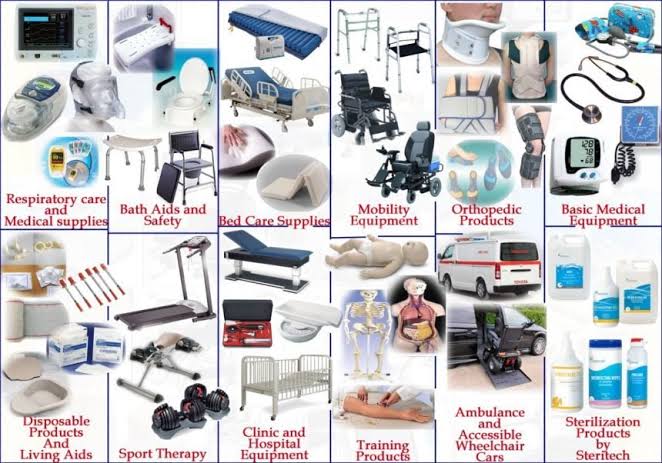 Respiratory care
and
Medical supplies
Bath Aids and
Safety
Bed Care Supplies
Mobility
Equipment
Orthopedic
Products
Basic Medical
Equipment
TOYOTA
Disposable
Products
And
Living Aids
Sport Therapy
Clinic and
Hospital
Equipment
Training
Products
Ambulance
and
Accessible
Wheelchair
Cars
Sterilization
Products
by
Steritech